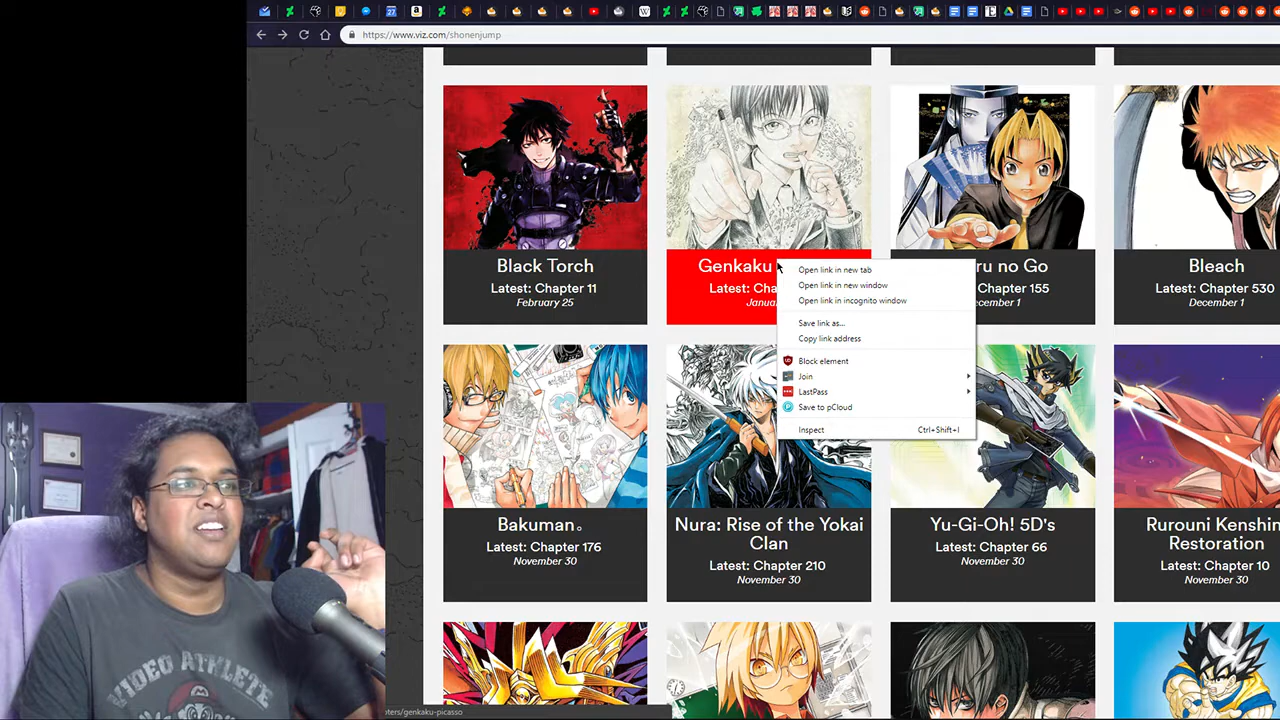 https://www.viz.com/shonenjump
Black Torch
Latest: Chapter 11
February 25
Genkaku
Latest: Cha
Januar
ru no Go
Chapter 155
ecember 1
Bleach
Latest: Chapter 530
December 1
Open link in new tab
Open link in new window
Open link in incognito window
Save link as...
Copy link address
Block element
Join
LastPass
Save to pCloud
Inspect Ctrl+Shift+I
Bakuman。
Latest: Chapter 176
November 30
Nura: Rise of the Yokai
Clan
Latest: Chapter 210
November 30
Yu-Gi-Oh! 5D's
Latest: Chapter 66
November 30
Rurouni Kenshin
Restoration
Latest: Chapter 10
November 30
VIDEO ATHLETE
pters/genkaku-picasso